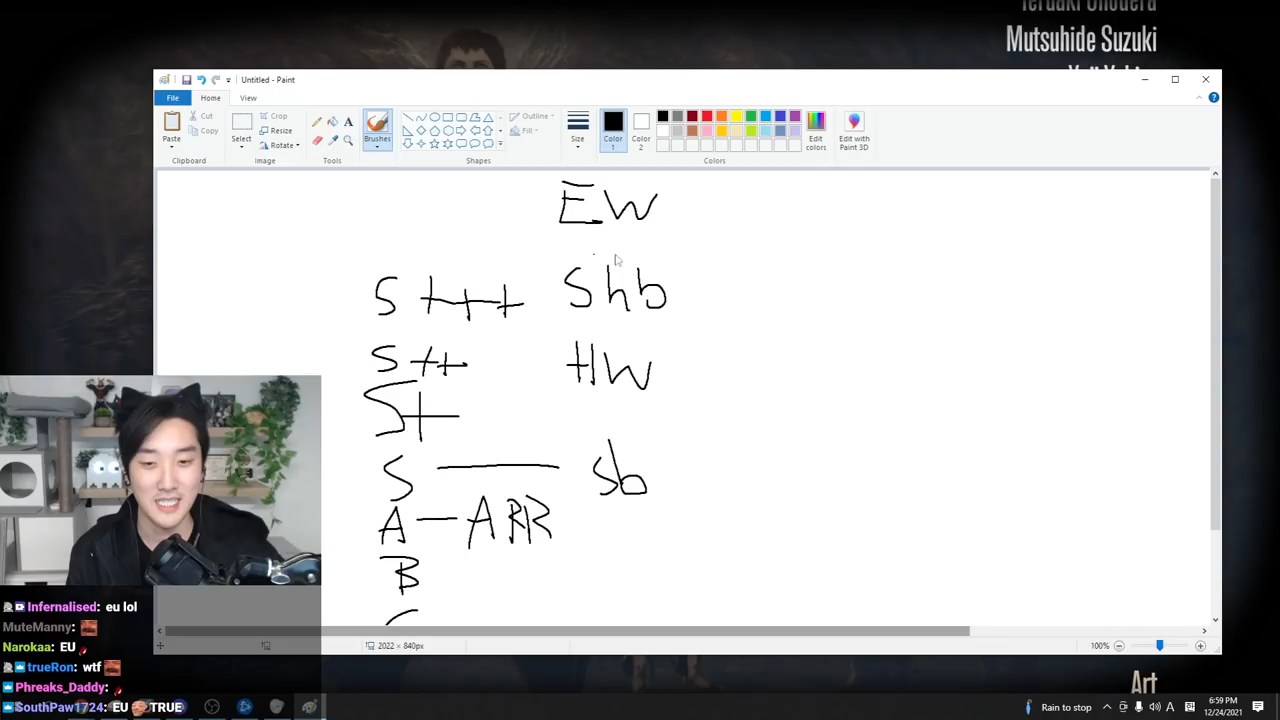 Teruaki Uhodera
Mutsuhide Suzuki
Untitled - Paint
File Home View
Paste
Cut
Copy
Clipboard
Select
Crop
Resize
Rotate
Image
Tools
Brushes
Outline
Fill
Shapes
Size
Color 1
Color 2
Colors
Edit colors
Edit with Paint 3D
EW
S +++ Shb
S ++ HW
S+
S — Sb
A — ARR
B
Infernalised: eu lol
MuteManny:
Narokaa: EU
trueRon: wtf
Phreaks_Daddy:
SouthPaw1724: EU TRUE
2022 × 840px
100%
Art
Rain to stop
6:59 PM
12/24/2021